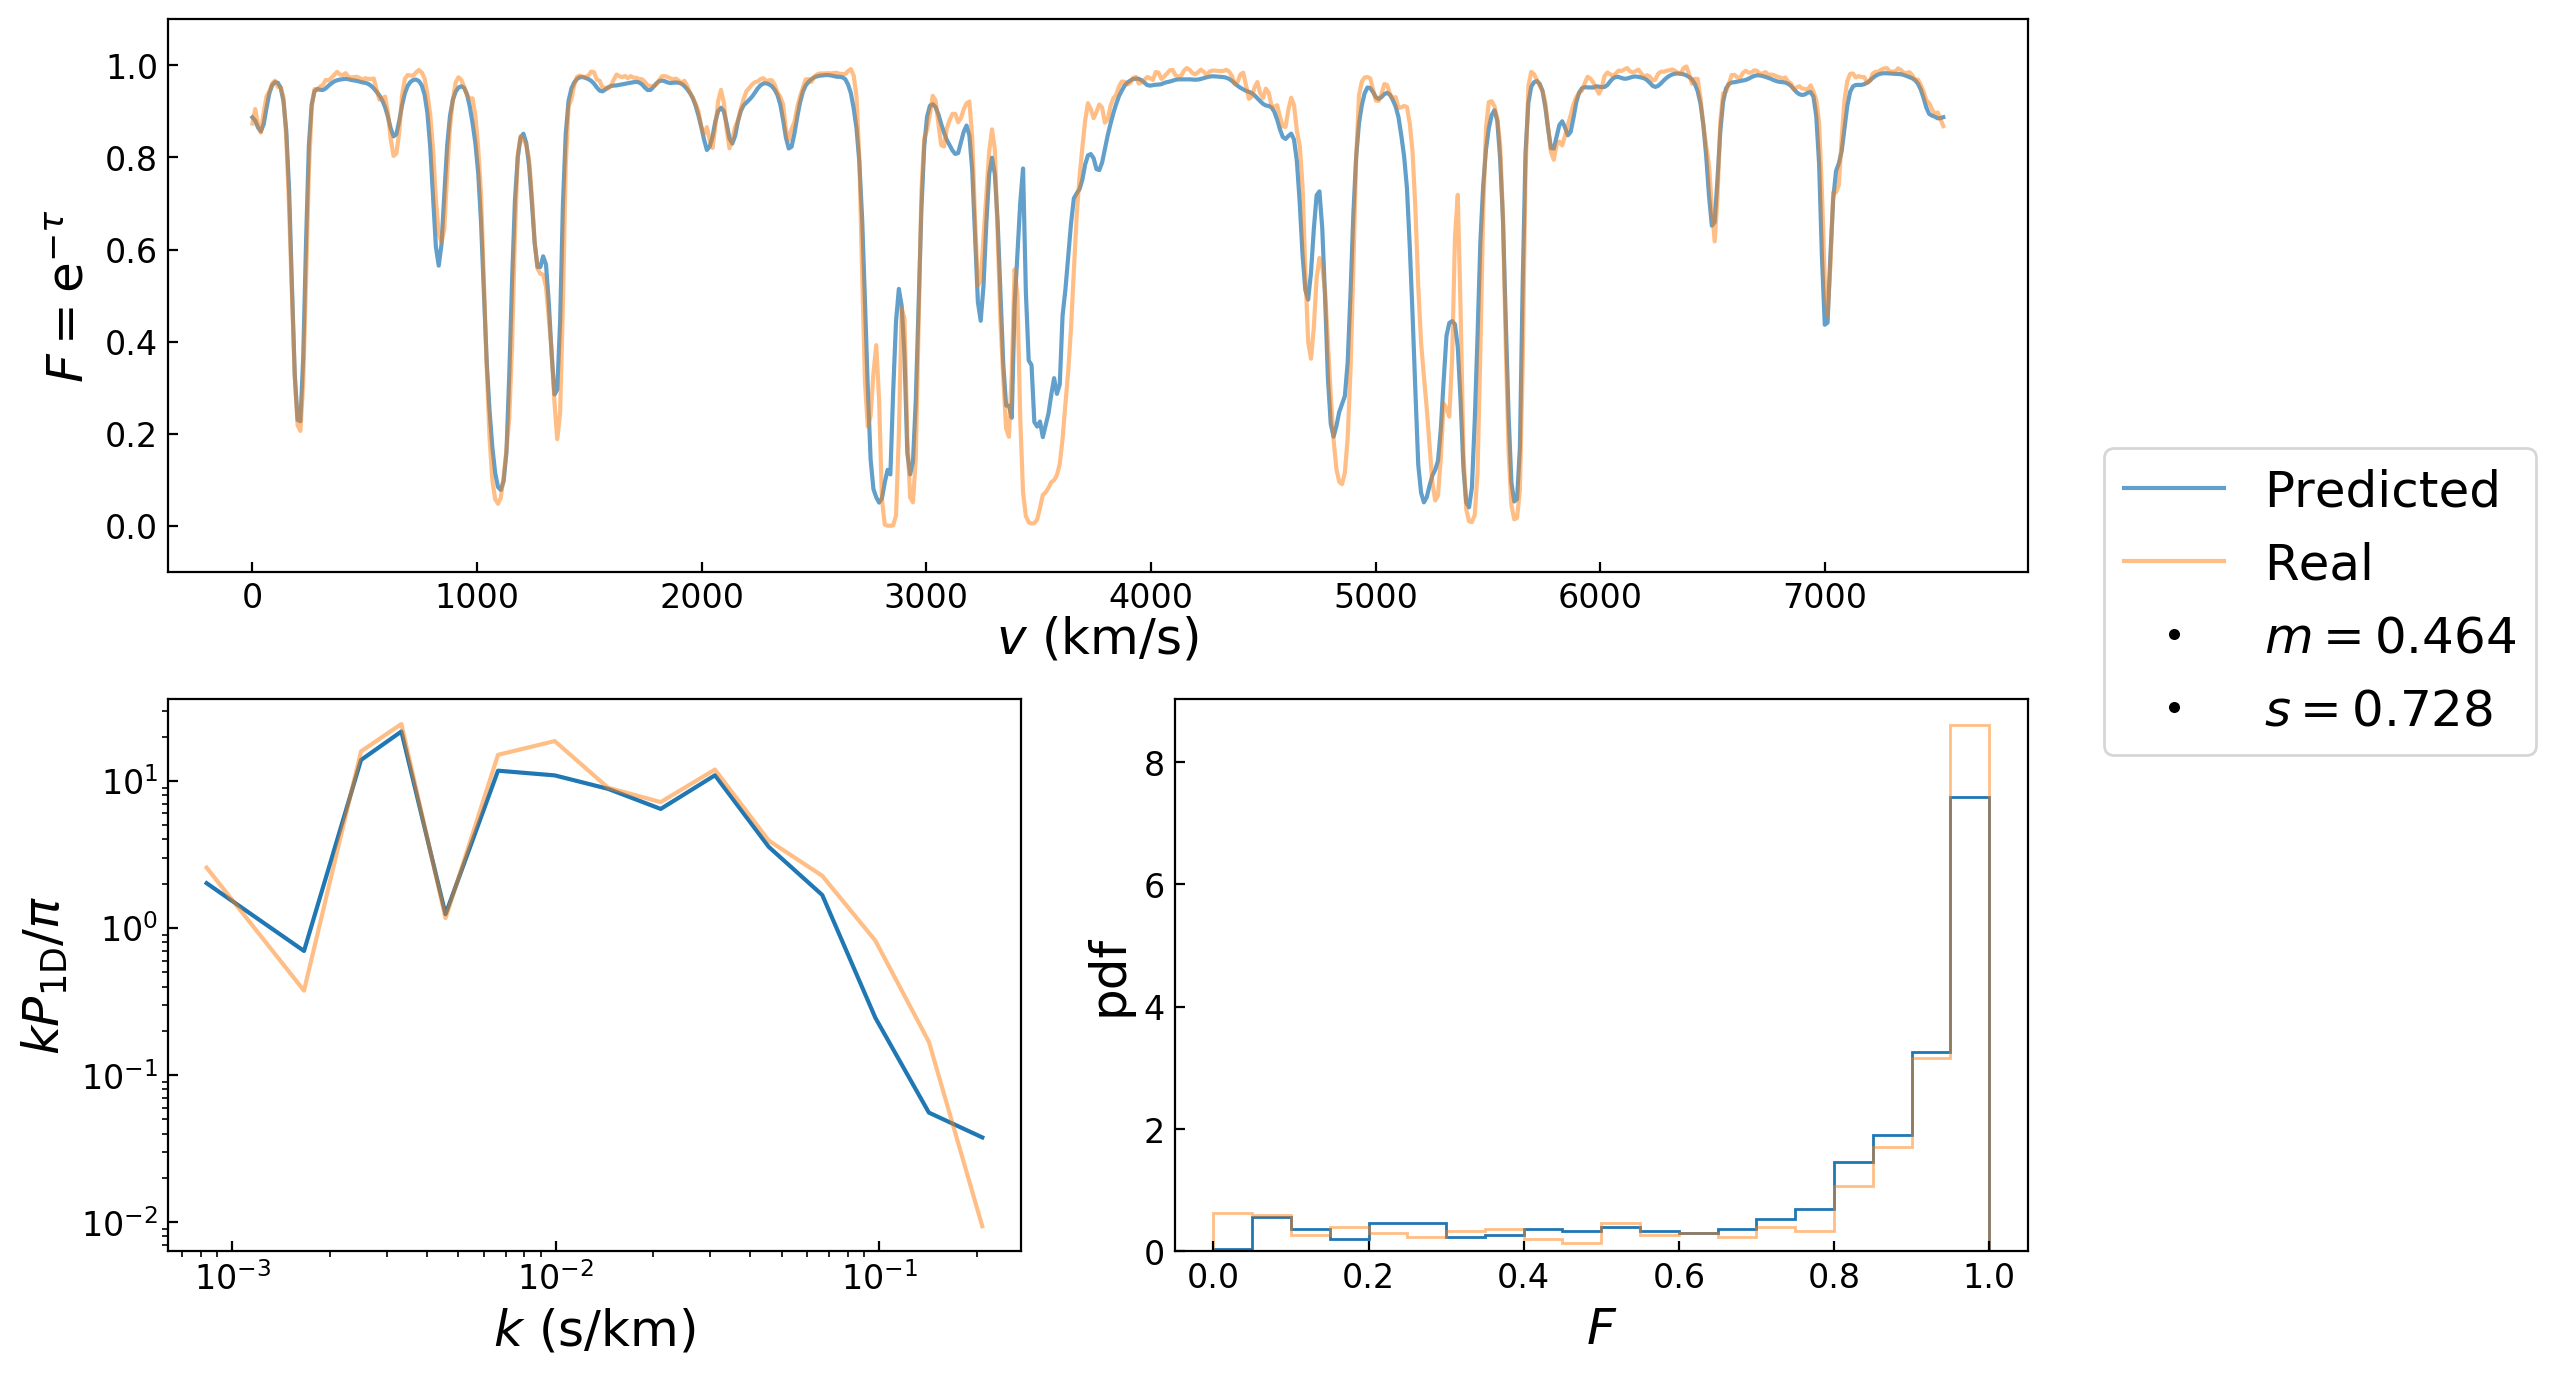 F = e^{−τ}
1.0
0.8
0.6
0.4
0.2
0.0
0 1000 2000 3000 4000 5000 6000 7000
v (km/s)
Predicted
Real
m = 0.464
s = 0.728
kP_{1D}/π
10^1
10^0
10^{−1}
10^{−2}
10^{−3} 10^{−2} 10^{−1}
k (s/km)
pdf
8
6
4
2
0
0.0 0.2 0.4 0.6 0.8 1.0
F